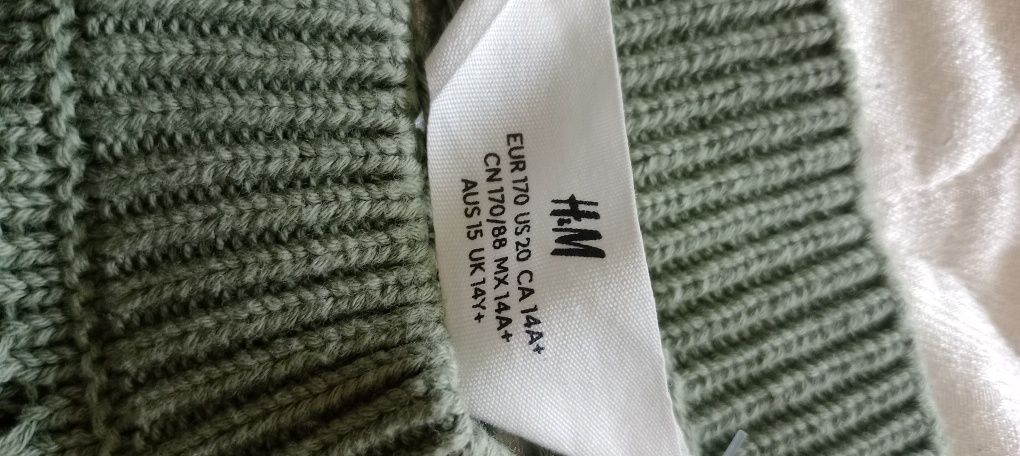 H&M
EUR 170 US 20 CA 14A+
CN 170/88 MX 14A+
AUS 15 UK 14Y+